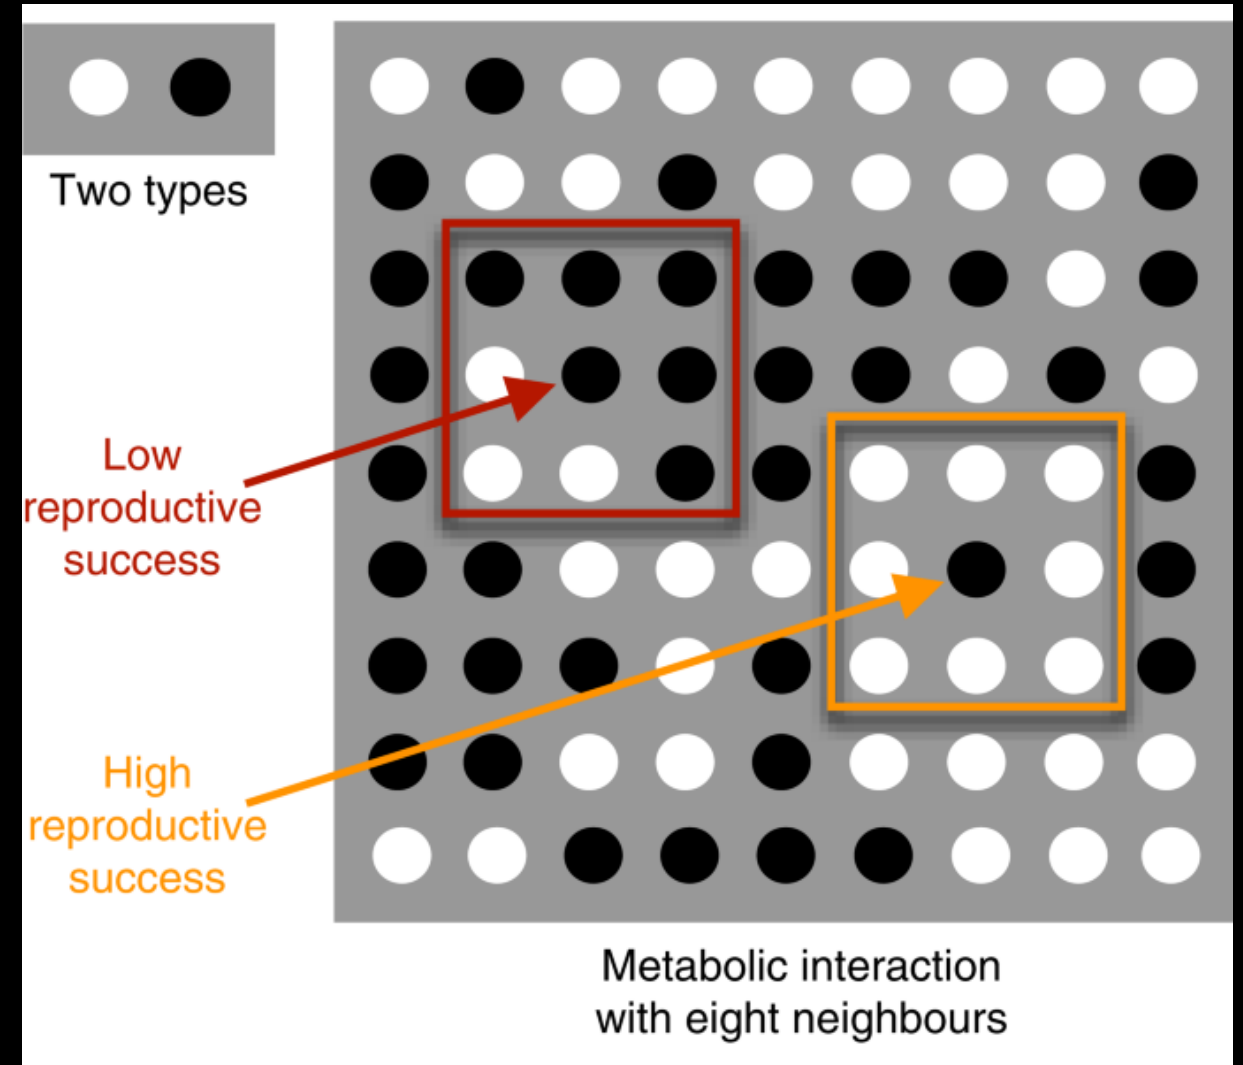 Two types
Low
reproductive
success
High
reproductive
success
Metabolic interaction
with eight neighbours